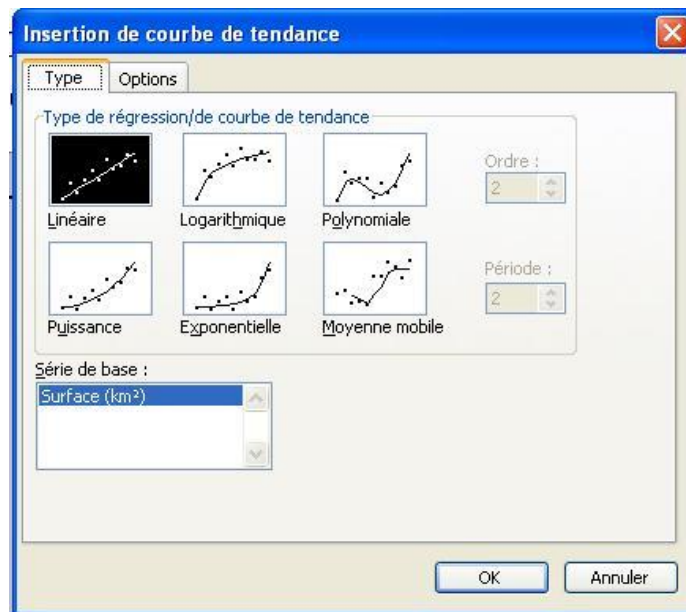 Insertion de courbe de tendance
Type
Options
Type de régression/de courbe de tendance
Linéaire
Logarithmique
Polynomiale
Ordre :
2
Puissance
Exponentielle
Moyenne mobile
Période :
2
Série de base :
Surface (km²)
OK
Annuler